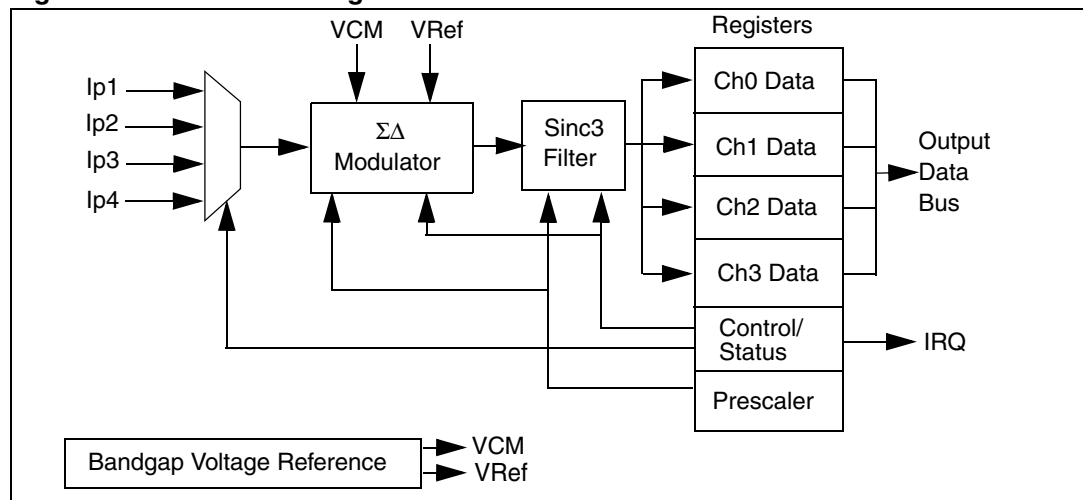 VCM VRef Registers
Ip1
Ip2
Ip3
Ip4
ΣΔ
Modulator
Sinc3
Filter
Ch0 Data
Ch1 Data
Ch2 Data
Ch3 Data
Control/
Status
Prescaler
Output
Data
Bus
IRQ
Bandgap Voltage Reference
VCM
VRef